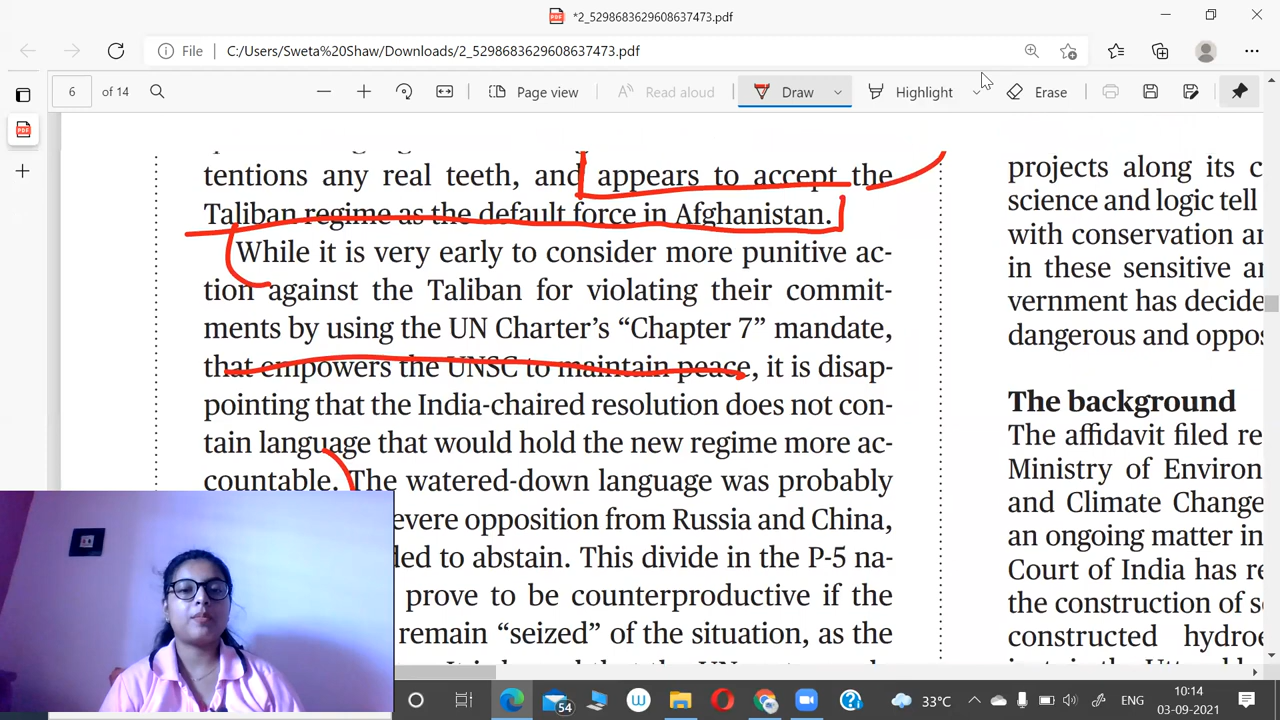 *2_5298683629608637473.pdf
File C:/Users/Sweta%20Shaw/Downloads/2_5298683629608637473.pdf
6 of 14 Page view Read aloud Draw Highlight Erase
tentions any real teeth, and appears to accept the
Taliban regime as the default force in Afghanistan.
While it is very early to consider more punitive ac-
tion against the Taliban for violating their commit-
ments by using the UN Charter's “Chapter 7” mandate,
that empowers the UNSC to maintain peace, it is disap-
pointing that the India-chaired resolution does not con-
tain language that would hold the new regime more ac-
countable. The watered-down language was probably
evere opposition from Russia and China,
ded to abstain. This divide in the P-5 na-
prove to be counterproductive if the
remain “seized” of the situation, as the
projects along its c
science and logic tell
with conservation an
in these sensitive ar
vernment has decide
dangerous and oppos
The background
The affidavit filed re
Ministry of Environ
and Climate Change
an ongoing matter in
Court of India has re
the construction of se
constructed hydroe
54
33°C
ENG
10:14
03-09-2021